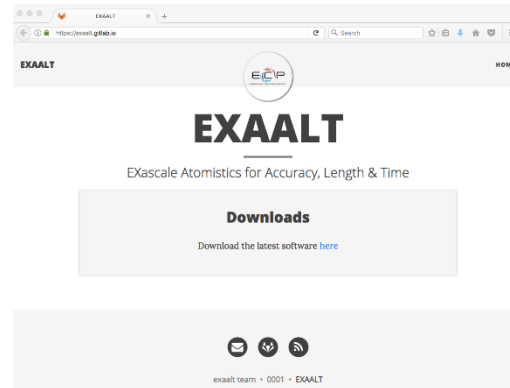 EXAALT
https://exaalt.gitlab.io
Search
EXAALT
HOM
ECP
EXAALT
EXascale Atomistics for Accuracy, Length & Time
Downloads
Download the latest software here
exaalt team • 0001 • EXAALT